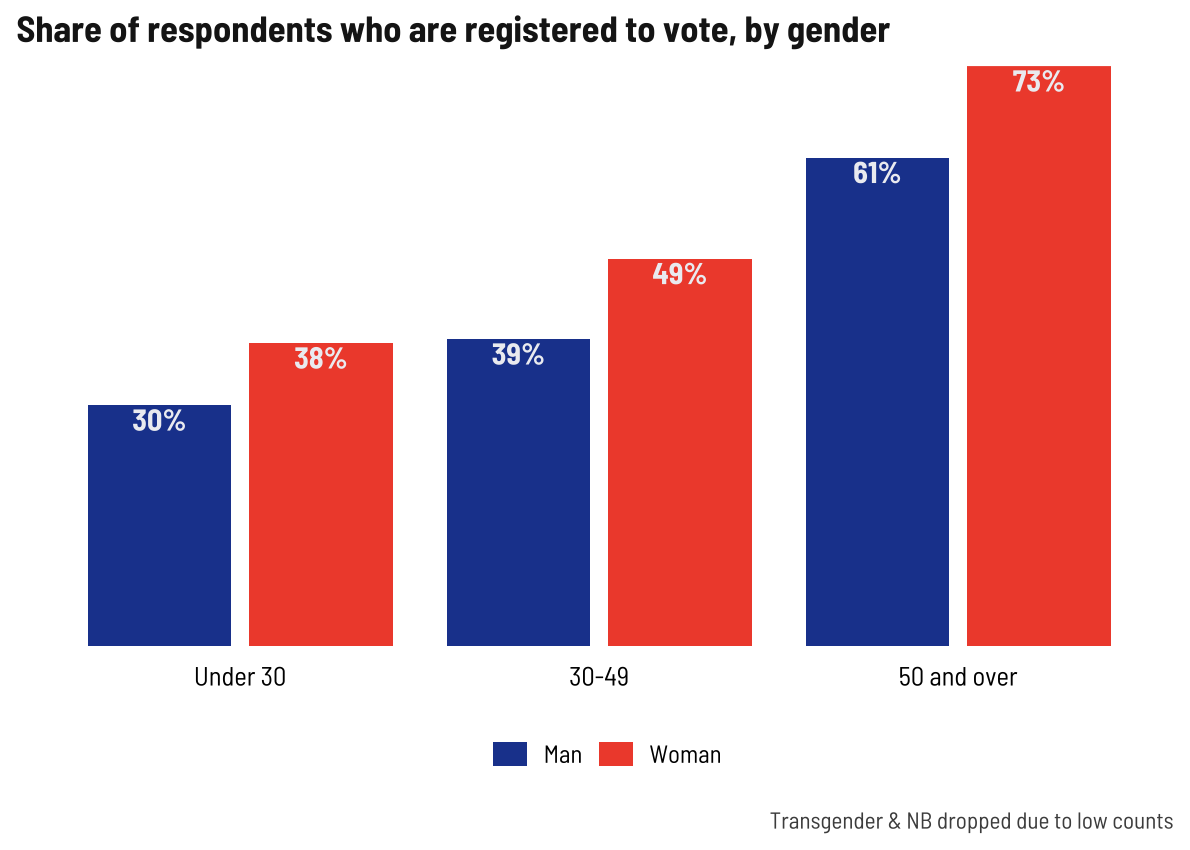 Share of respondents who are registered to vote, by gender
73%
61%
49%
39%
38%
30%
Under 30
30-49
50 and over
Man
Woman
Transgender & NB dropped due to low counts